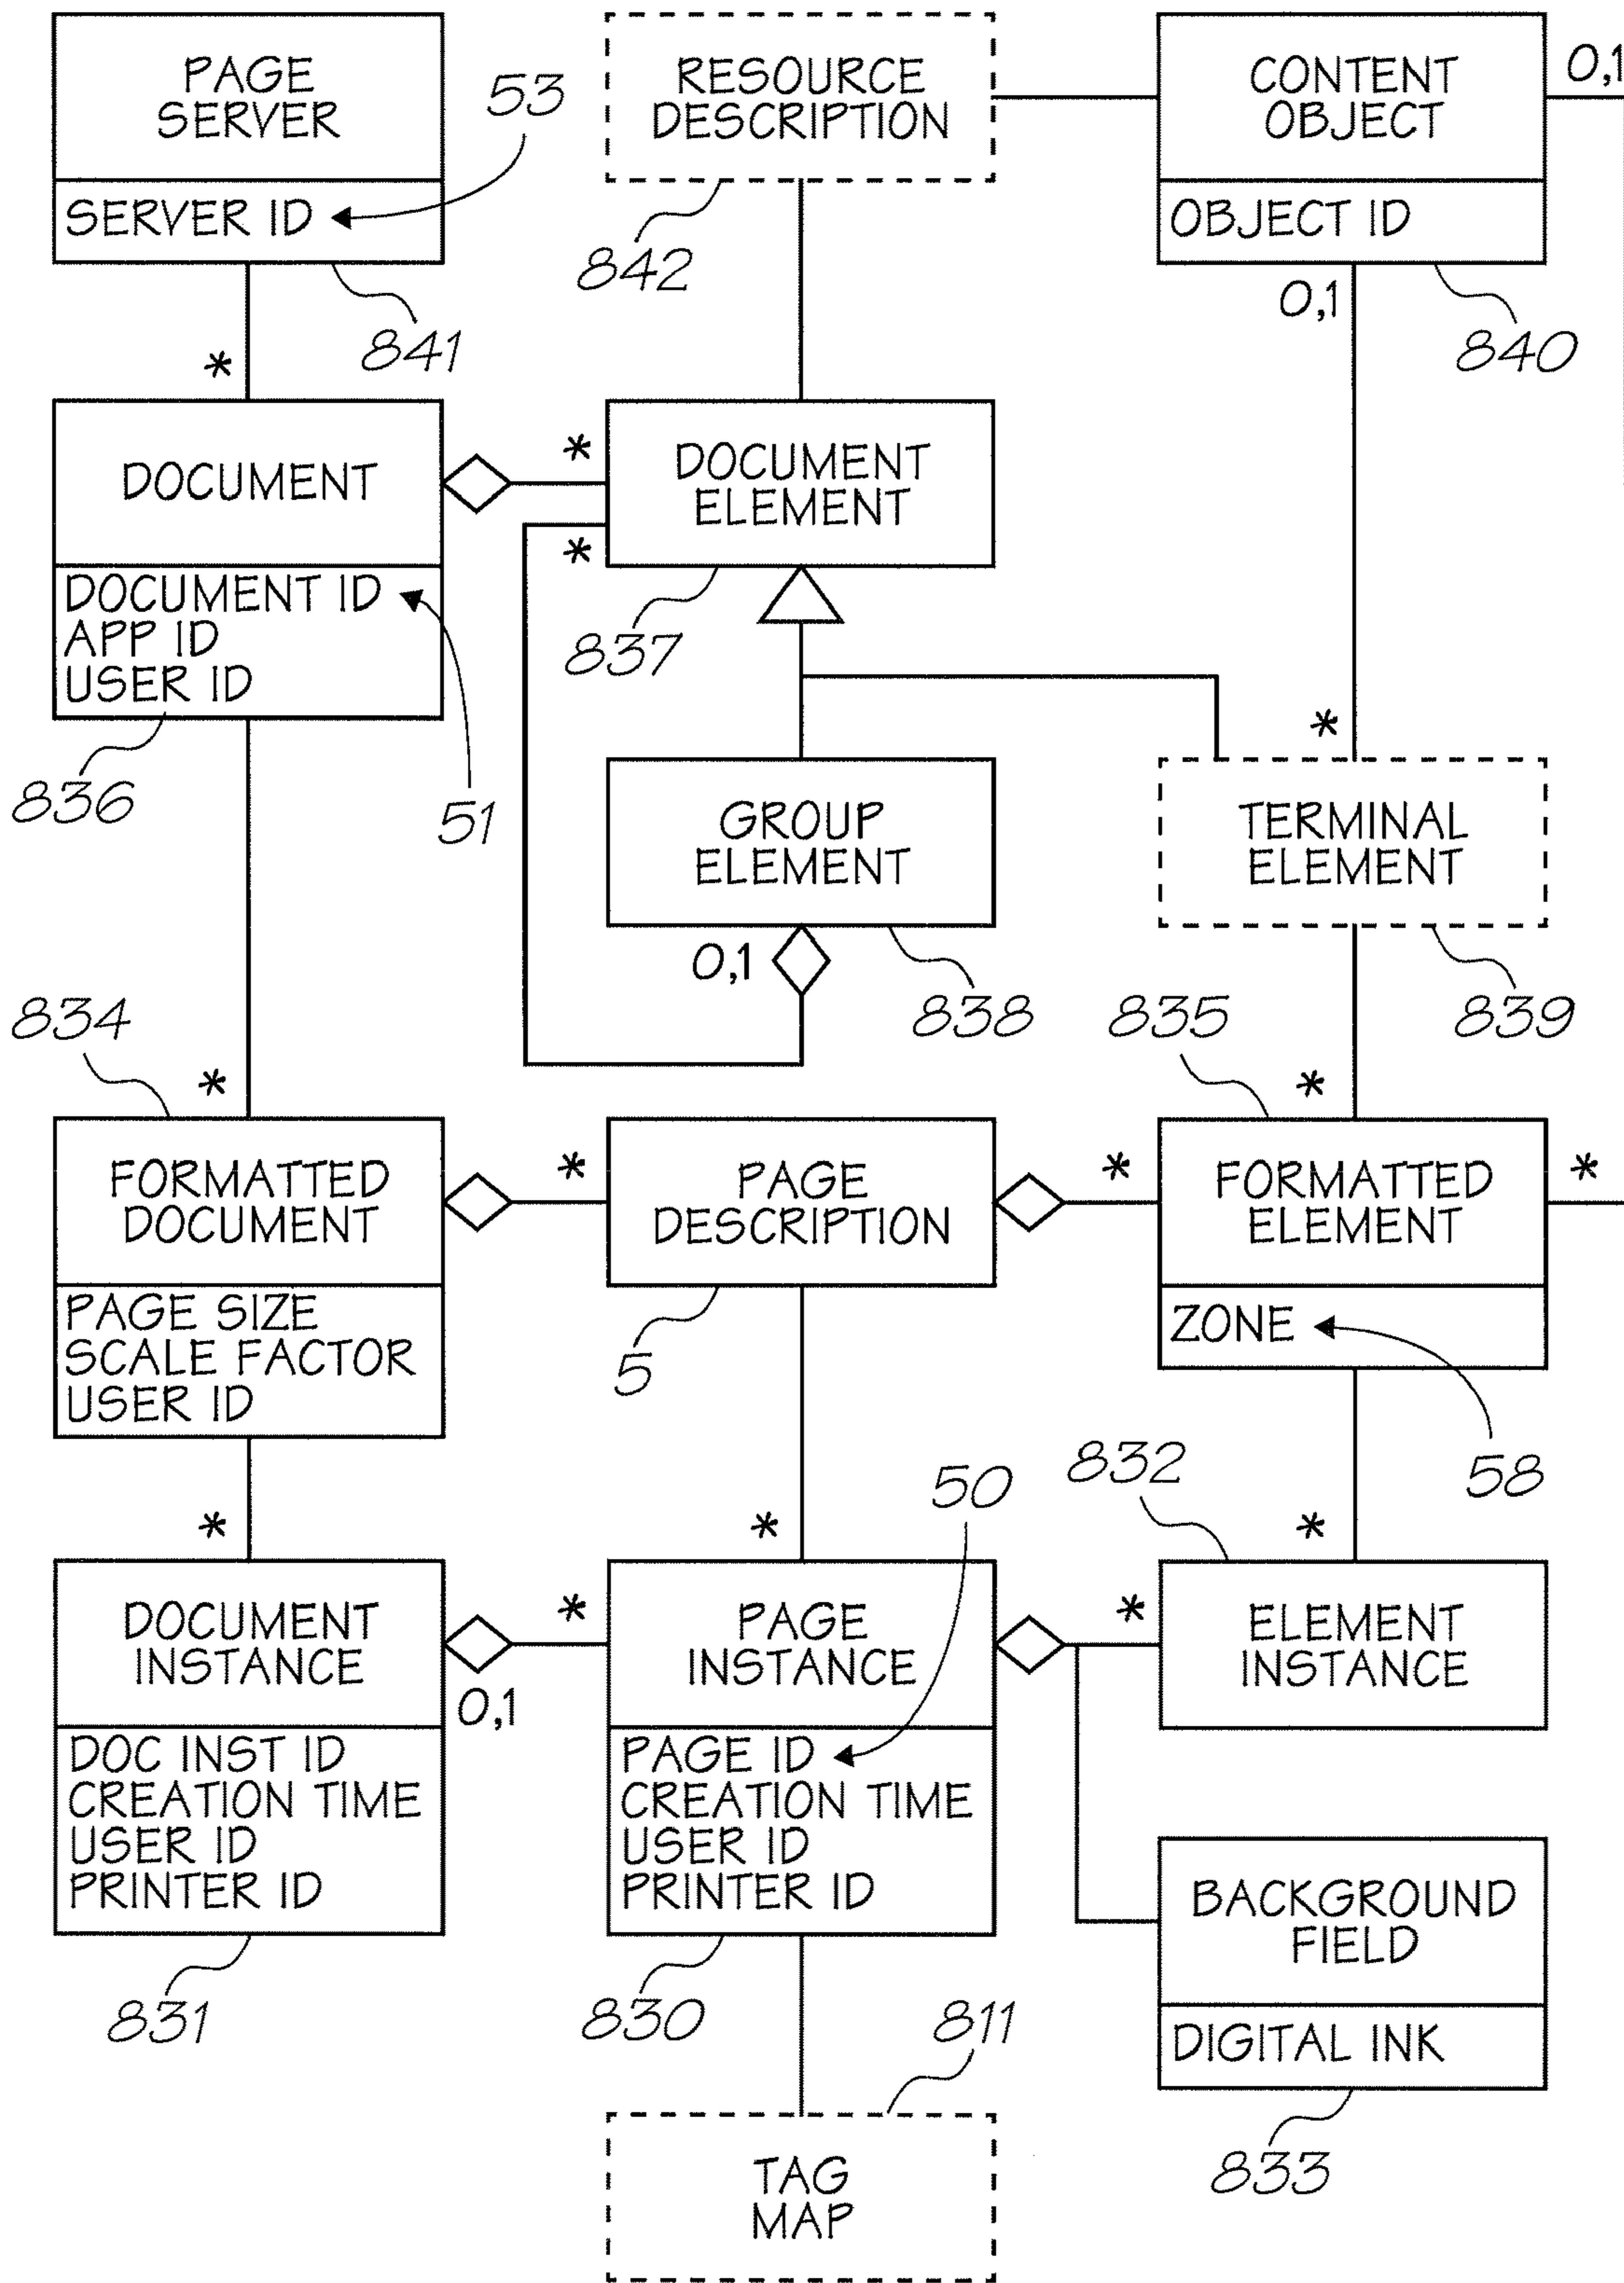 PAGE
SERVER
SERVER ID
53
841
*
RESOURCE
DESCRIPTION
842
CONTENT
OBJECT
OBJECT ID
0,1
0,1
840
DOCUMENT
DOCUMENT ID
APP ID
USER ID
836
51
*
*
DOCUMENT
ELEMENT
837
GROUP
ELEMENT
0,1
838
*
TERMINAL
ELEMENT
839
834
*
FORMATTED
DOCUMENT
PAGE SIZE
SCALE FACTOR
USER ID
*
PAGE
DESCRIPTION
5
835
*
*
FORMATTED
ELEMENT
*
ZONE
58
*
DOCUMENT
INSTANCE
0,1
DOC INST ID
CREATION TIME
USER ID
PRINTER ID
831
*
*
50
PAGE
INSTANCE
PAGE ID
CREATION TIME
USER ID
PRINTER ID
830
832
*
*
ELEMENT
INSTANCE
BACKGROUND
FIELD
DIGITAL INK
833
811
TAG
MAP